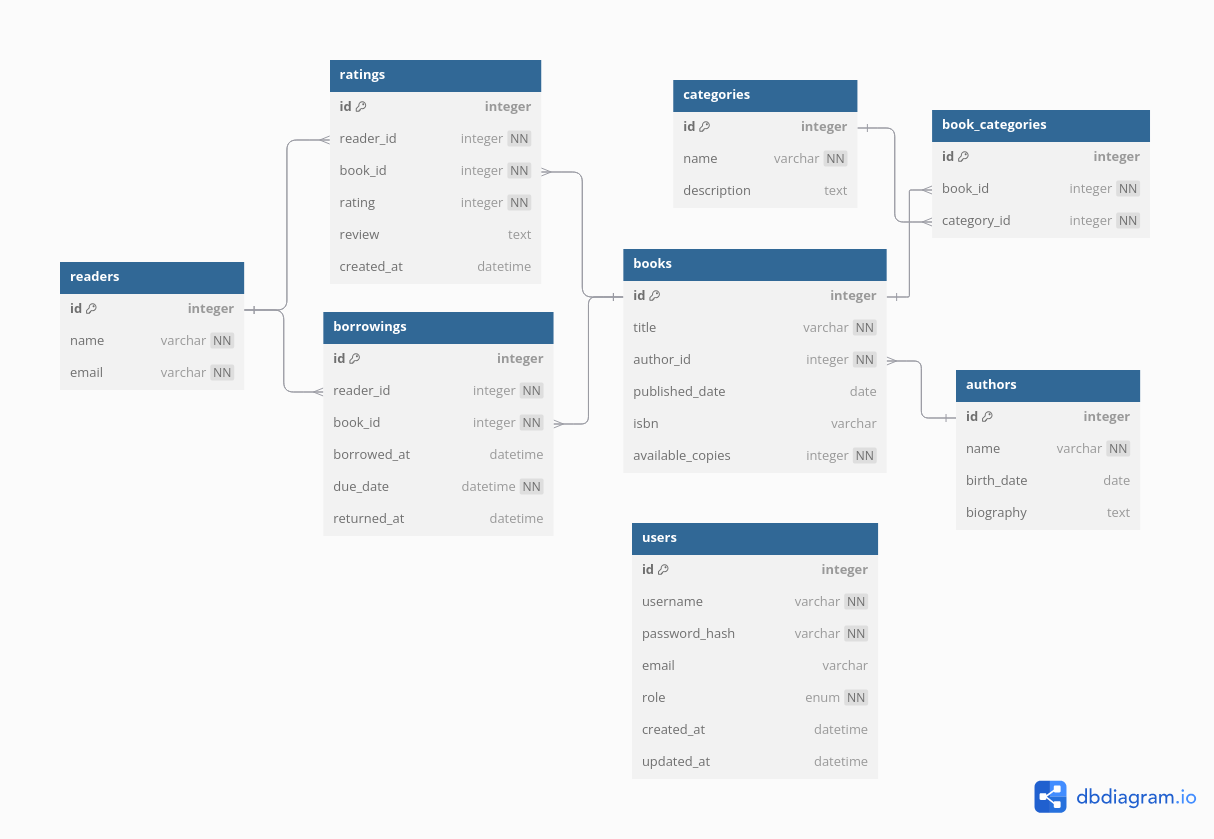 ratings
id integer
reader_id integer NN
book_id integer NN
rating integer NN
review text
created_at datetime
categories
id integer
name varchar NN
description text
book_categories
id integer
book_id integer NN
category_id integer NN
readers
id integer
name varchar NN
email varchar NN
borrowings
id integer
reader_id integer NN
book_id integer NN
borrowed_at datetime
due_date datetime NN
returned_at datetime
books
id integer
title varchar NN
author_id integer NN
published_date date
isbn varchar
available_copies integer NN
authors
id integer
name varchar NN
birth_date date
biography text
users
id integer
username varchar NN
password_hash varchar NN
email varchar
role enum NN
created_at datetime
updated_at datetime
dbdiagram.io